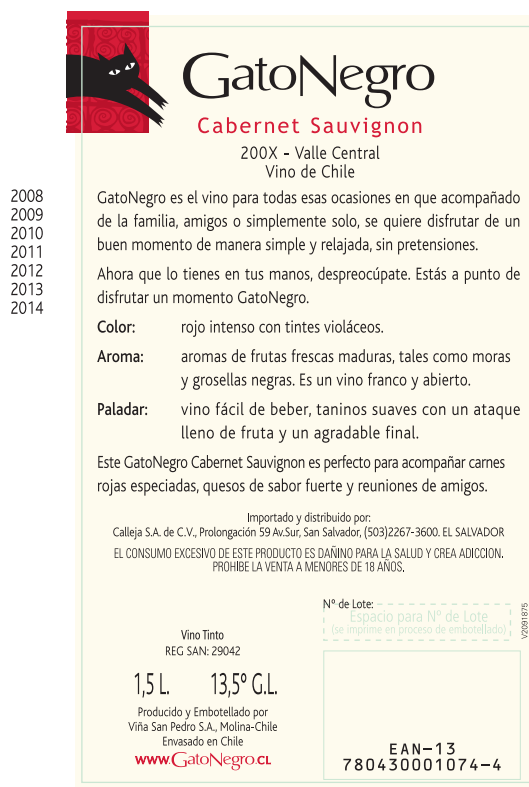 GatoNegro
Cabernet Sauvignon
200X - Valle Central
Vino de Chile
2008
2009
2010
2011
2012
2013
2014
GatoNegro es el vino para todas esas ocasiones en que acompañado
de la familia, amigos o simplemente solo, se quiere disfrutar de un
buen momento de manera simple y relajada, sin pretensiones.
Ahora que lo tienes en tus manos, despreocúpate. Estás a punto de
disfrutar un momento GatoNegro.
Color: rojo intenso con tintes violáceos.
Aroma: aromas de frutas frescas maduras, tales como moras
y grosellas negras. Es un vino franco y abierto.
Paladar: vino fácil de beber, taninos suaves con un ataque
lleno de fruta y un agradable final.
Este GatoNegro Cabernet Sauvignon es perfecto para acompañar carnes
rojas especiadas, quesos de sabor fuerte y reuniones de amigos.
Importado y distribuido por:
Calleja S.A. de C.V., Prolongación 59 Av.Sur, San Salvador, (503)2267-3600. EL SALVADOR
EL CONSUMO EXCESIVO DE ESTE PRODUCTO ES DAÑINO PARA LA SALUD Y CREA ADICCION.
PROHIBE LA VENTA A MENORES DE 18 AÑOS.
Nº de Lote:
Espacio para Nº de Lote
(se imprime en proceso de embotellado)
V2091875
Vino Tinto
REG SAN: 29042
1,5 L. 13,5º G.L.
Producido y Embotellado por
Viña San Pedro S.A., Molina-Chile
Envasado en Chile
www.GatoNegro.CL
EAN-13
780430001074-4